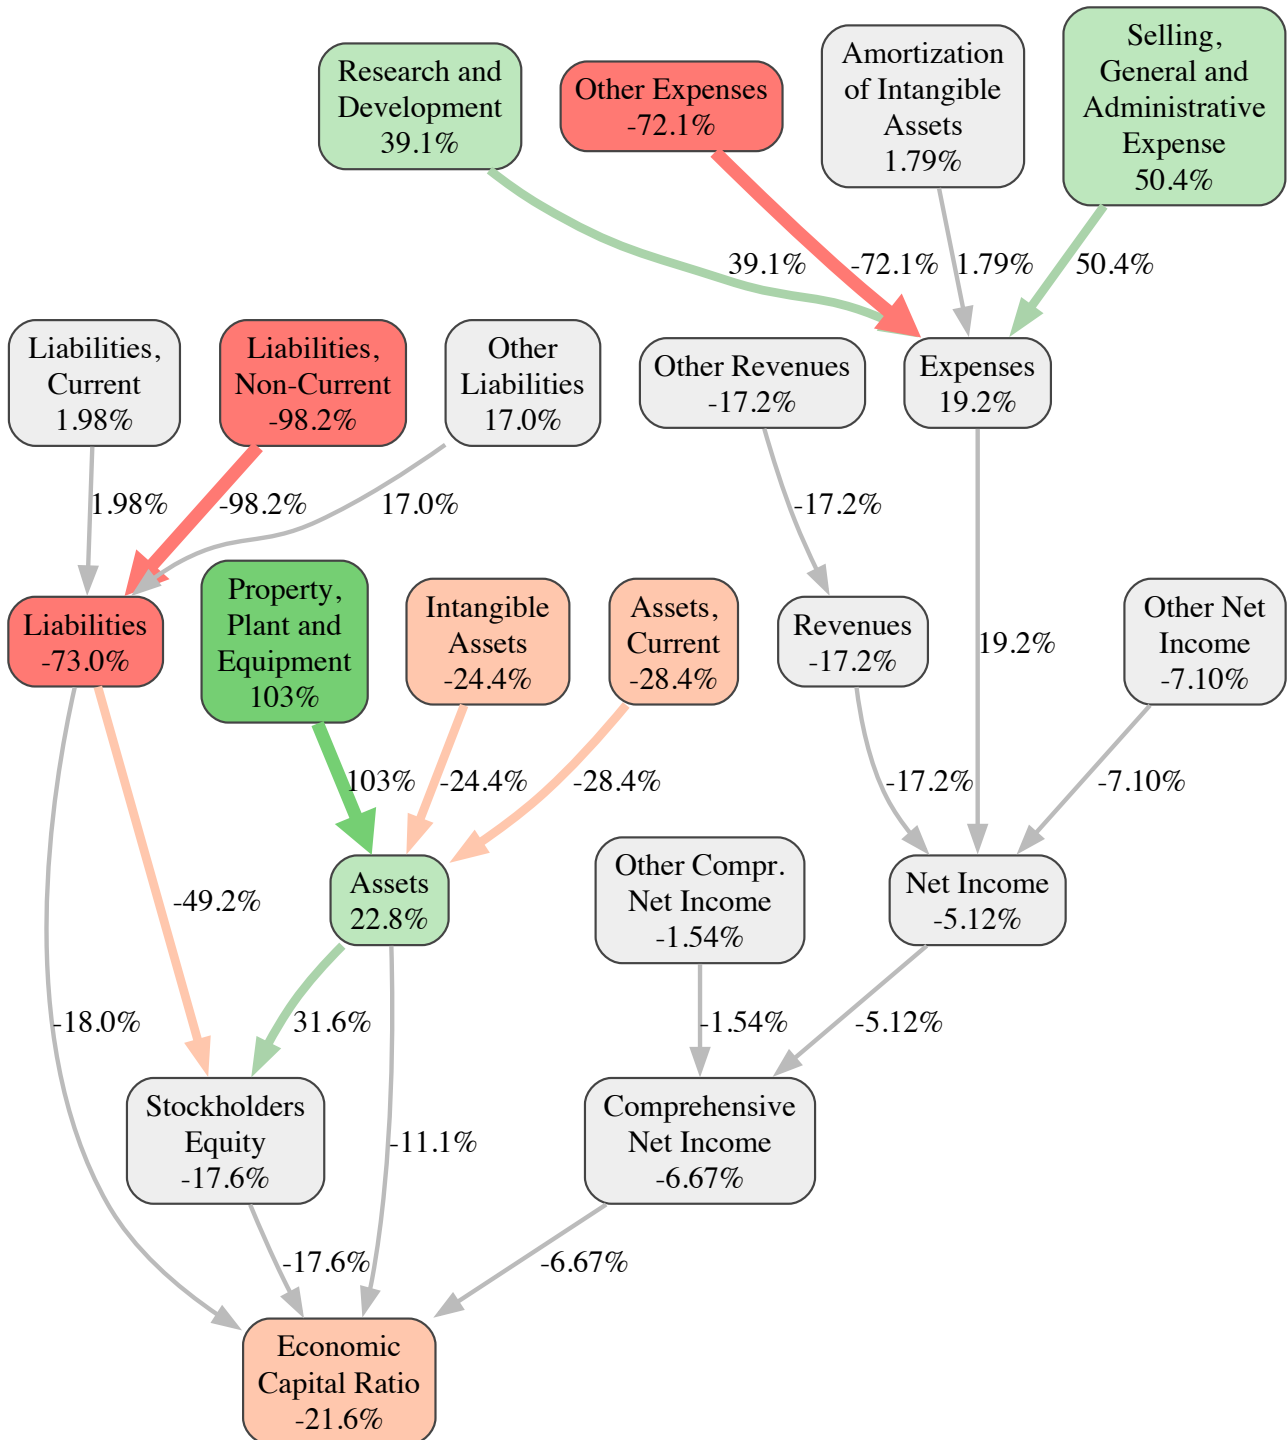 Research and
Development
39.1%
Other Expenses
-72.1%
Amortization
of Intangible
Assets
1.79%
Selling,
General and
Administrative
Expense
50.4%
39.1%
-72.1%
1.79%
50.4%
Liabilities,
Current
1.98%
Liabilities,
Non-Current
-98.2%
Other
Liabilities
17.0%
Other Revenues
-17.2%
Expenses
19.2%
1.98%
-98.2%
17.0%
-17.2%
Liabilities
-73.0%
Property,
Plant and
Equipment
103%
Intangible
Assets
-24.4%
Assets,
Current
-28.4%
Revenues
-17.2%
19.2%
Other Net
Income
-7.10%
103%
-24.4%
-28.4%
-17.2%
-7.10%
-49.2%
Assets
22.8%
Other Compr.
Net Income
-1.54%
Net Income
-5.12%
-18.0%
31.6%
-1.54%
-5.12%
Stockholders
Equity
-17.6%
-11.1%
Comprehensive
Net Income
-6.67%
-17.6%
-6.67%
Economic
Capital Ratio
-21.6%